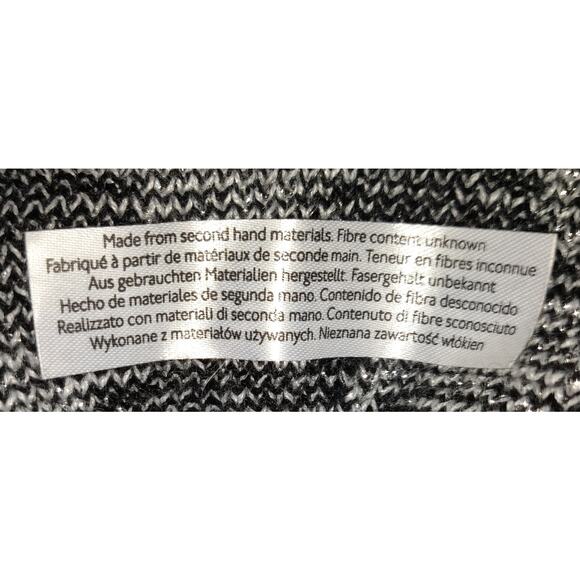 Made from second hand materials. Fibre content unknown
Fabriqué à partir de matériaux de seconde main. Teneur en fibres inconnue
Aus gebrauchten Materialien hergestellt. Fasergehalt unbekannt
Hecho de materiales de segunda mano. Contenido de fibra desconocido
Realizzato con materiali di seconda mano. Contenuto di fibre sconosciuto
Wykonane z materiałów używanych. Nieznana zawartość włókien